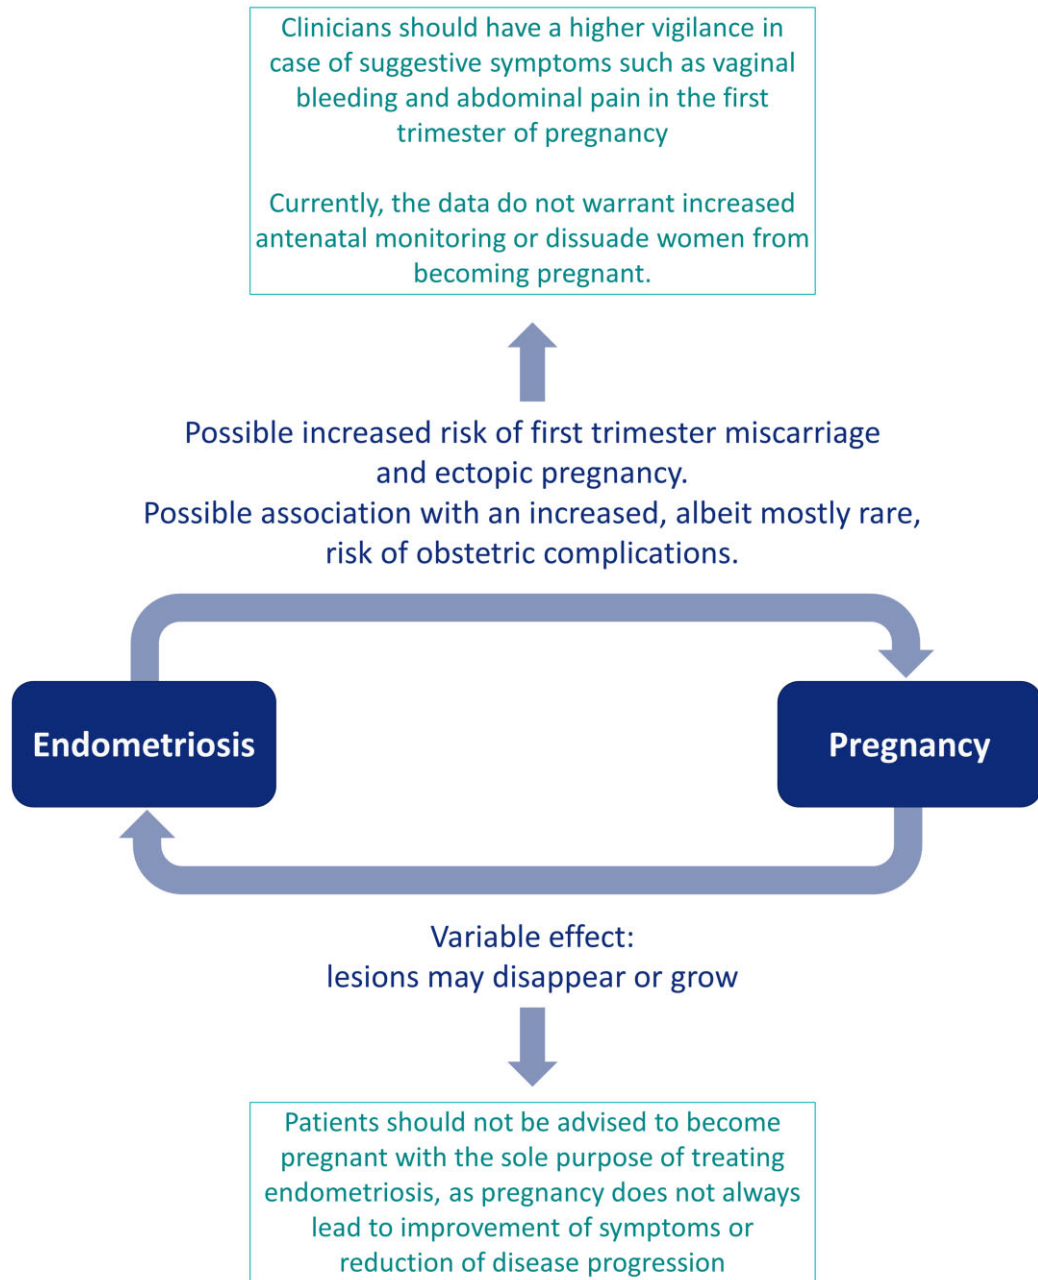 Clinicians should have a higher vigilance in
case of suggestive symptoms such as vaginal
bleeding and abdominal pain in the first
trimester of pregnancy
Currently, the data do not warrant increased
antenatal monitoring or dissuade women from
becoming pregnant.
Possible increased risk of first trimester miscarriage
and ectopic pregnancy.
Possible association with an increased, albeit mostly rare,
risk of obstetric complications.
Endometriosis
Pregnancy
Variable effect:
lesions may disappear or grow
Patients should not be advised to become
pregnant with the sole purpose of treating
endometriosis, as pregnancy does not always
lead to improvement of symptoms or
reduction of disease progression